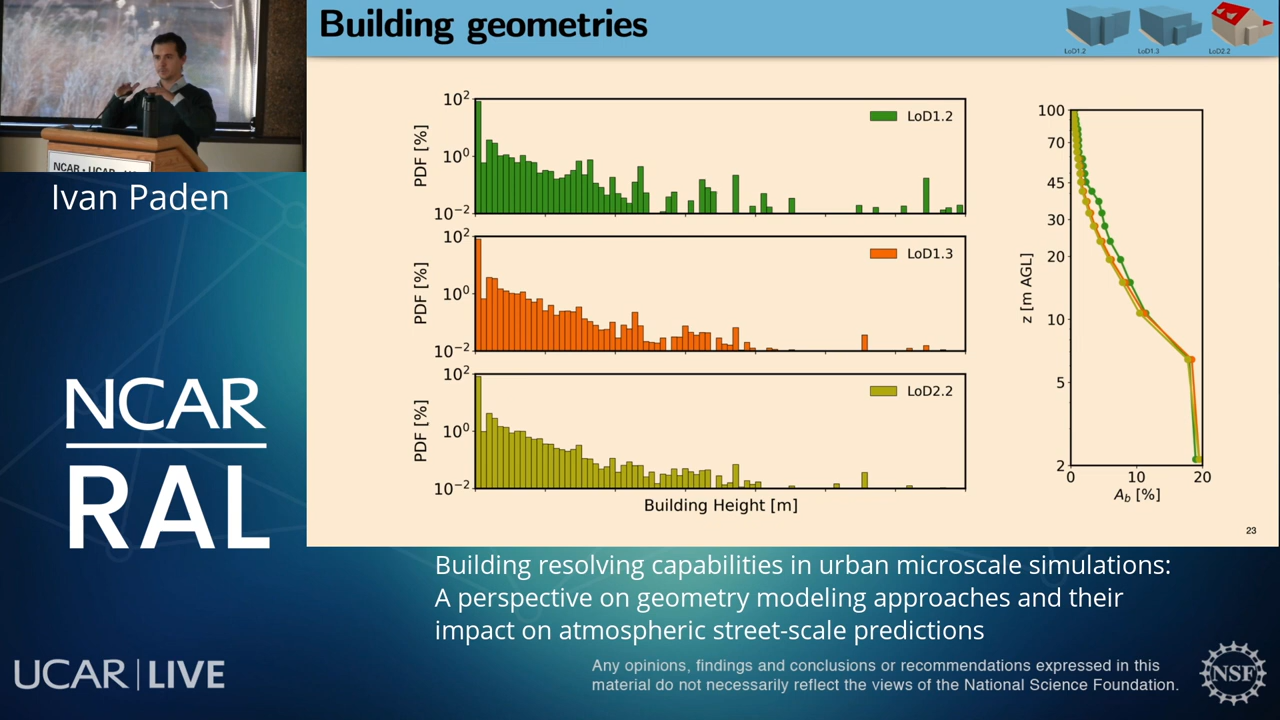 Building geometries
LoD1.2
LoD1.3
LoD2.2
NCAR • UCAR
Ivan Paden
10²
10⁰
10⁻²
PDF [%]
LoD1.2
10²
10⁰
10⁻²
PDF [%]
LoD1.3
10²
10⁰
10⁻²
PDF [%]
LoD2.2
Building Height [m]
100
70
45
30
20
10
5
2
z [m AGL]
0 10 20
A_b [%]
23
NCAR
RAL
Building resolving capabilities in urban microscale simulations:
A perspective on geometry modeling approaches and their
impact on atmospheric street-scale predictions
UCAR | LIVE
Any opinions, findings and conclusions or recommendations expressed in this
material do not necessarily reflect the views of the National Science Foundation.
NSF